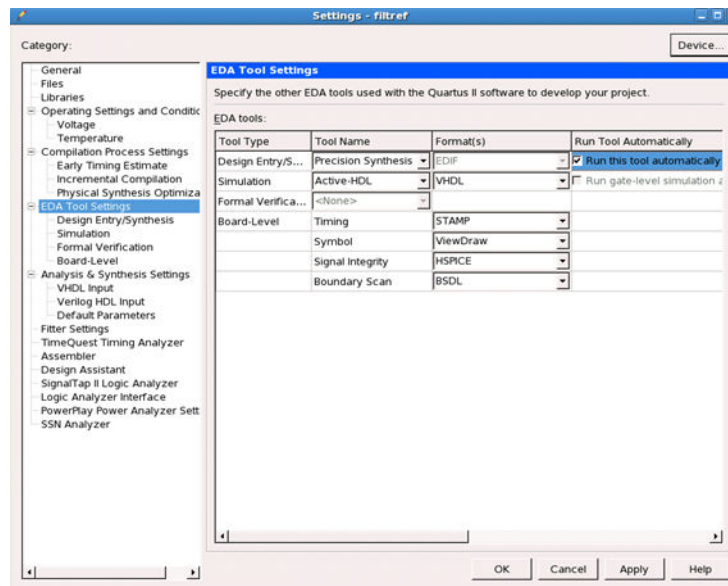 Settings - filtref
Category:
Device...
General
Files
Libraries
Operating Settings and Conditic
Voltage
Temperature
Compilation Process Settings
Early Timing Estimate
Incremental Compilation
Physical Synthesis Optimiza
EDA Tool Settings
Design Entry/Synthesis
Simulation
Formal Verification
Board-Level
Analysis & Synthesis Settings
VHDL Input
Verilog HDL Input
Default Parameters
Fitter Settings
TimeQuest Timing Analyzer
Assembler
Design Assistant
SignalTap II Logic Analyzer
Logic Analyzer Interface
PowerPlay Power Analyzer Sett
SSN Analyzer
EDA Tool Settings
Specify the other EDA tools used with the Quartus II software to develop your project.
EDA tools:
Tool Type Tool Name Format(s) Run Tool Automatically
Design Entry/S... Precision Synthesis EDIF Run this tool automatically
Simulation Active-HDL VHDL Run gate-level simulation a
Formal Verifica... <None>
Board-Level Timing STAMP
Symbol ViewDraw
Signal Integrity HSPICE
Boundary Scan BSDL
OK Cancel Apply Help